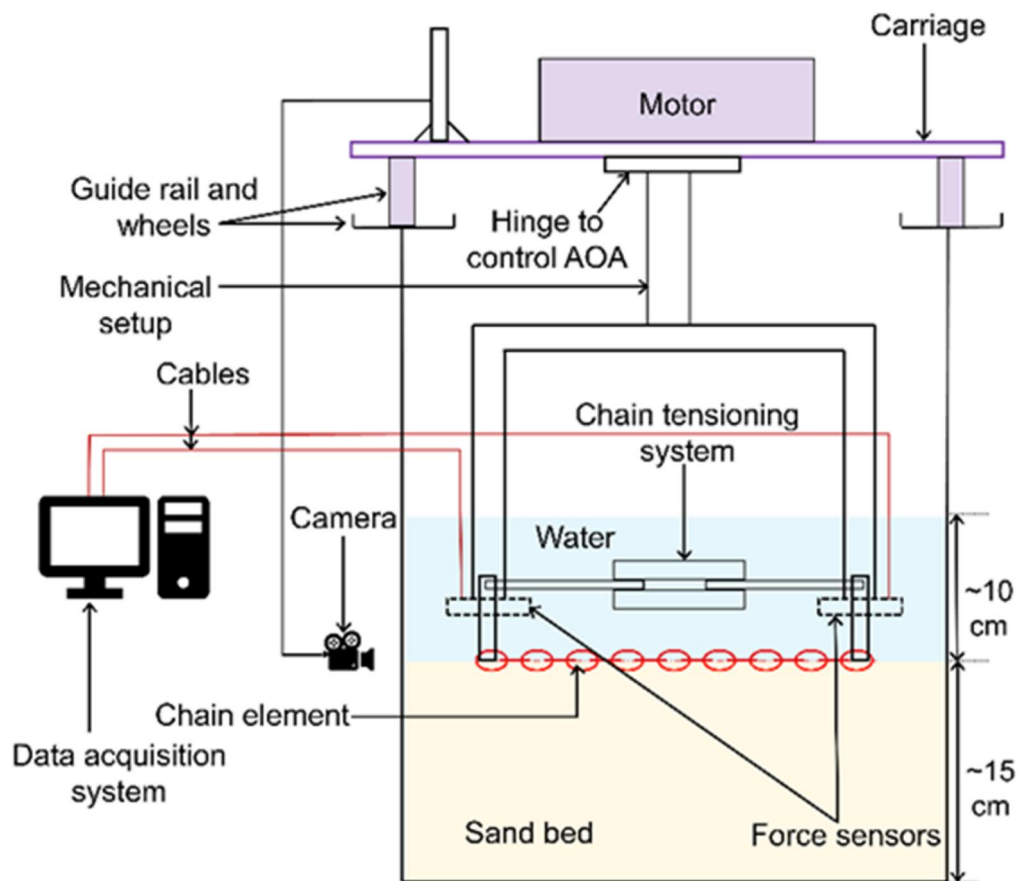 Carriage
Motor
Guide rail and
wheels
Hinge to
control AOA
Mechanical
setup
Cables
Chain tensioning
system
Camera
Water
~10
cm
Chain element
Data acquisition
system
~15
cm
Sand bed
Force sensors